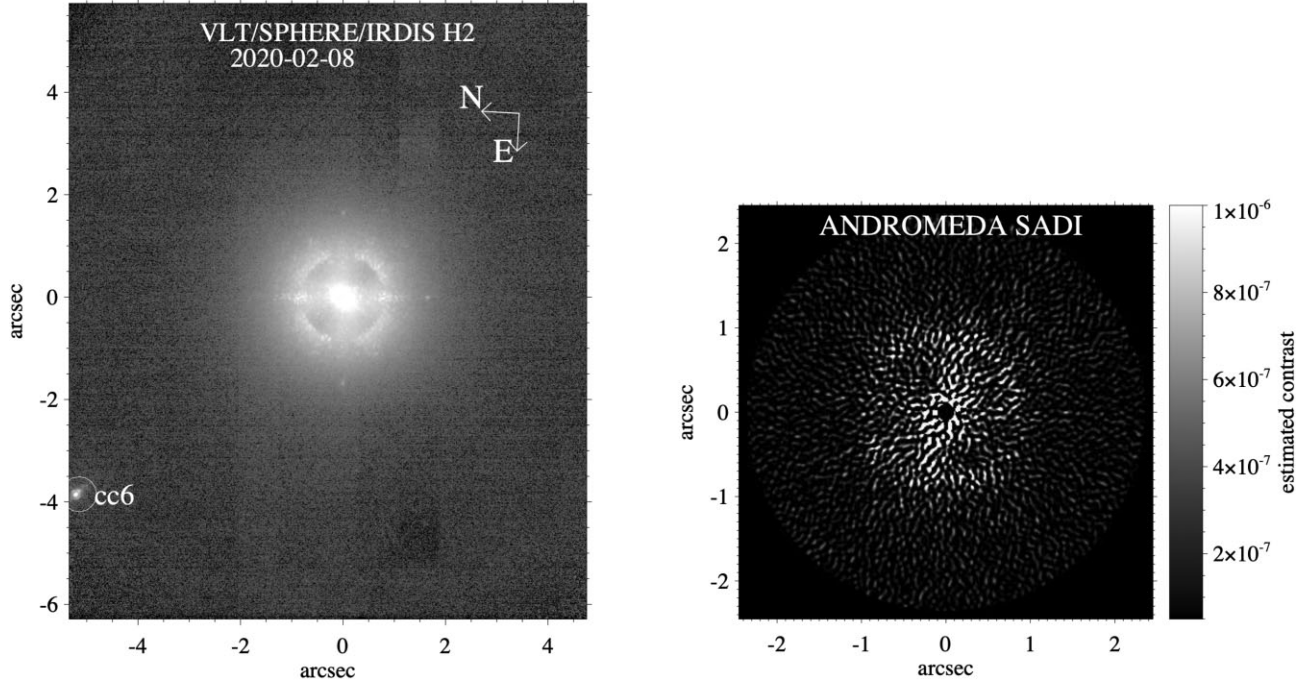 VLT/SPHERE/IRDIS H2
2020-02-08
N
E
cc6
4
2
0
-2
-4
-6
arcsec
-4 -2 0 2 4
arcsec
ANDROMEDA SADI
2
1
0
-1
-2
arcsec
-2 -1 0 1 2
arcsec
1×10⁻⁶
8×10⁻⁷
6×10⁻⁷
4×10⁻⁷
2×10⁻⁷
estimated contrast